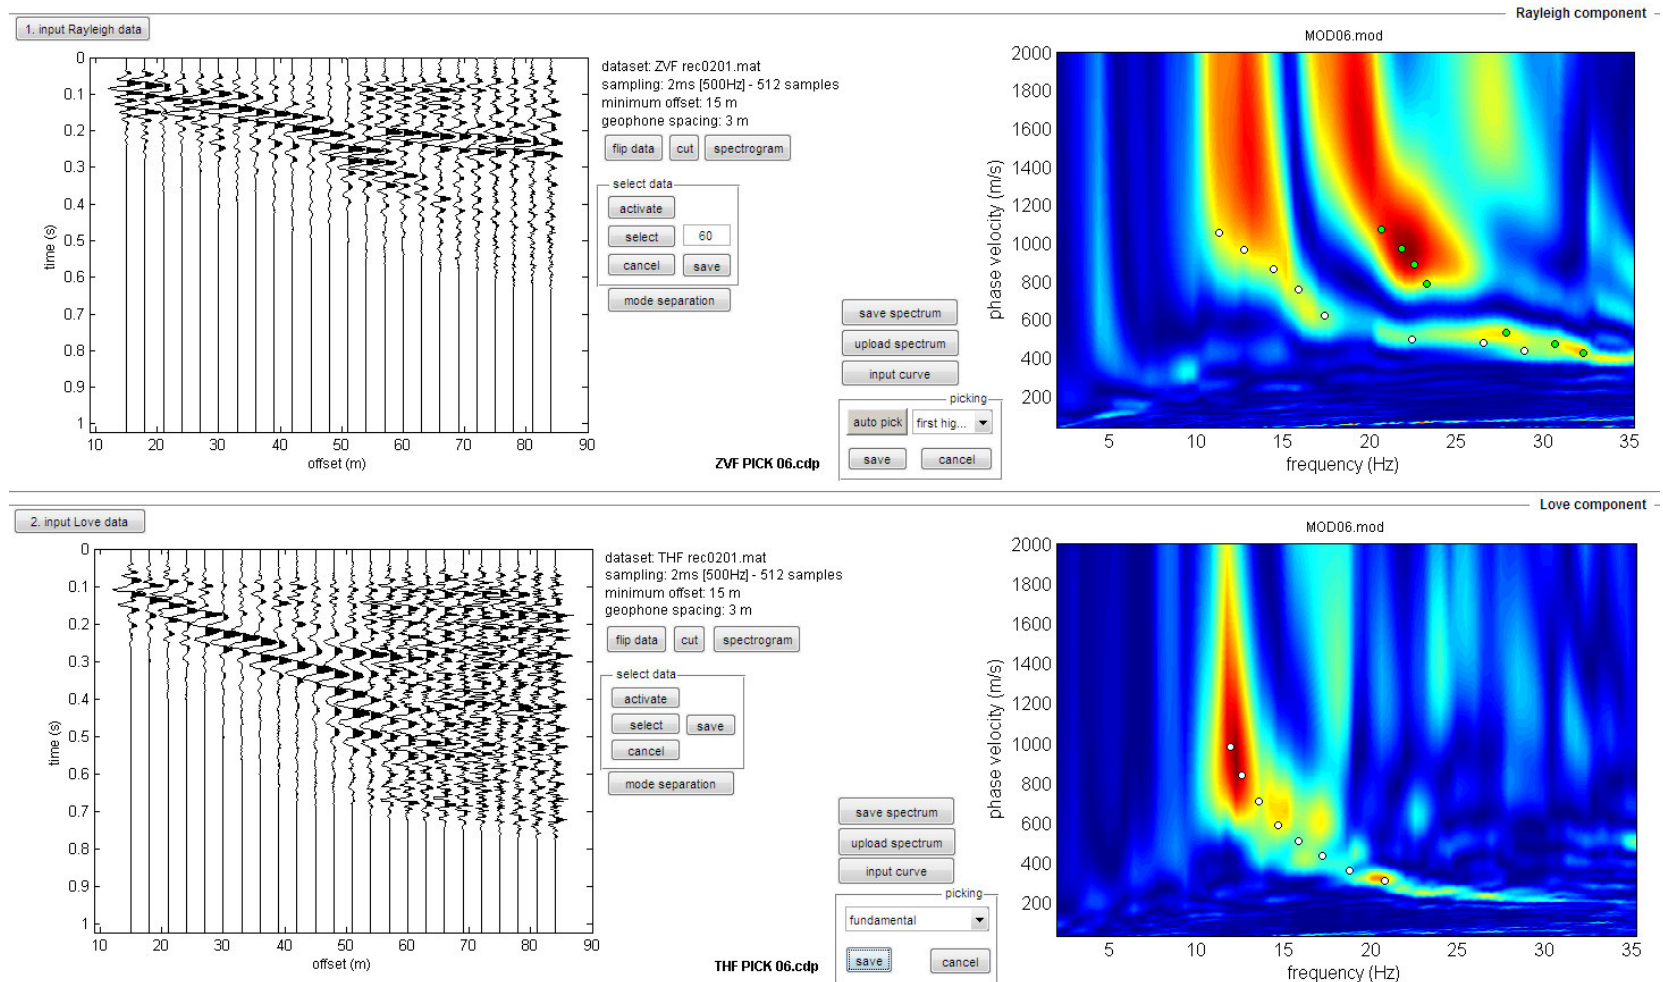 Rayleigh component
1. input Rayleigh data
0
0.1
0.2
0.3
0.4
0.5
0.6
0.7
0.8
0.9
1
time (s)
10 20 30 40 50 60 70 80 90
offset (m)
dataset: ZVF rec0201.mat
sampling: 2ms [500Hz] - 512 samples
minimum offset: 15 m
geophone spacing: 3 m
flip data cut spectrogram
select data
activate
select 60
cancel save
mode separation
save spectrum
upload spectrum
input curve
picking
auto pick first hig...
save cancel
ZVF PICK 06.cdp
MOD06.mod
2000
1800
1600
1400
1200
1000
800
600
400
200
phase velocity (m/s)
5 10 15 20 25 30 35
frequency (Hz)
Love component
2. input Love data
0
0.1
0.2
0.3
0.4
0.5
0.6
0.7
0.8
0.9
1
time (s)
10 20 30 40 50 60 70 80 90
offset (m)
dataset: THF rec0201.mat
sampling: 2ms [500Hz] - 512 samples
minimum offset: 15 m
geophone spacing: 3 m
flip data cut spectrogram
select data
activate
select save
cancel
mode separation
save spectrum
upload spectrum
input curve
picking
fundamental
save cancel
THF PICK 06.cdp
MOD06.mod
2000
1800
1600
1400
1200
1000
800
600
400
200
phase velocity (m/s)
5 10 15 20 25 30 35
frequency (Hz)